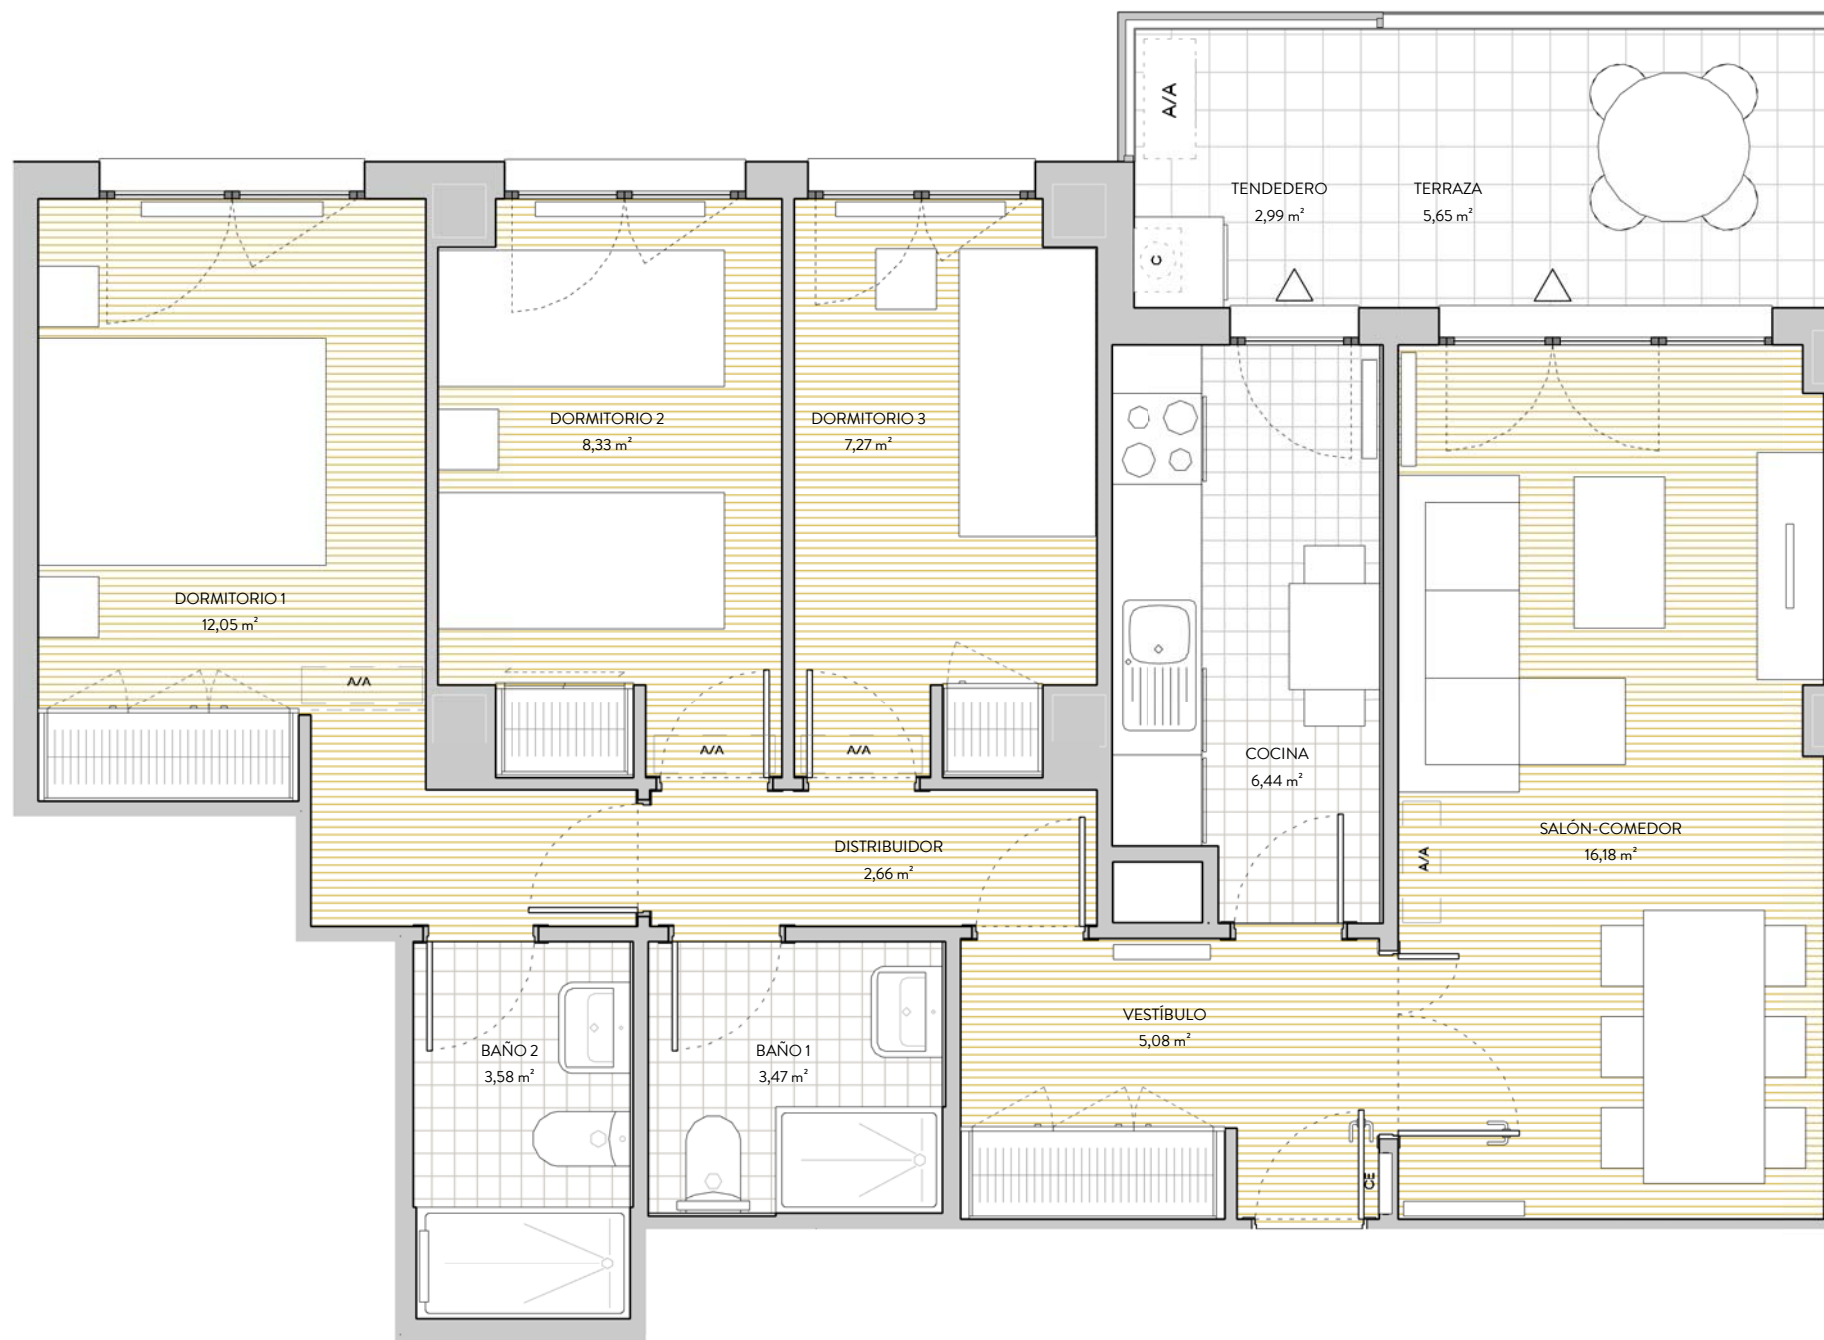 A/A
TENDEDERO
2,99 m²
TERRAZA
5,65 m²
C
DORMITORIO 1
12,05 m²
A/A
DORMITORIO 2
8,33 m²
A/A
DORMITORIO 3
7,27 m²
A/A
COCINA
6,44 m²
SALÓN-COMEDOR
16,18 m²
A/A
DISTRIBUIDOR
2,66 m²
VESTÍBULO
5,08 m²
BAÑO 2
3,58 m²
BAÑO 1
3,47 m²
CE